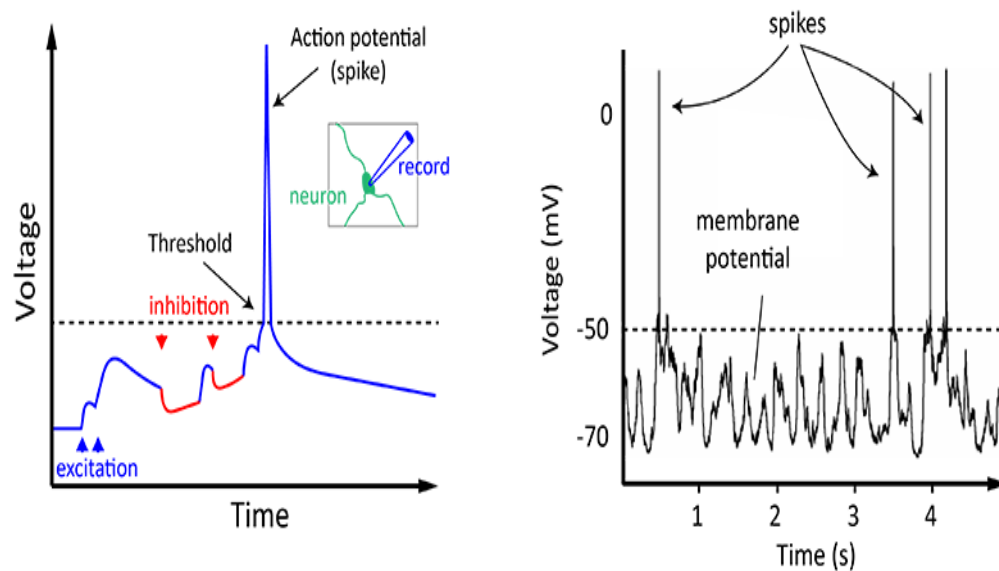 Action potential
(spike)
record
neuron
Threshold
inhibition
excitation
Voltage
Time
spikes
0
membrane
potential
-50
-70
Voltage (mV)
1 2 3 4
Time (s)